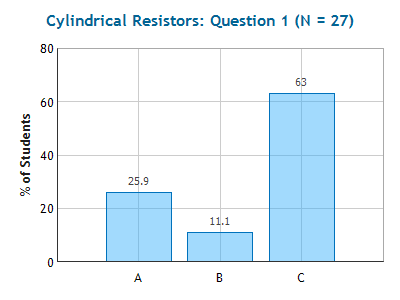 Cylindrical Resistors: Question 1 (N = 27)
% of Students
80
60
40
20
0
25.9
11.1
63
A B C